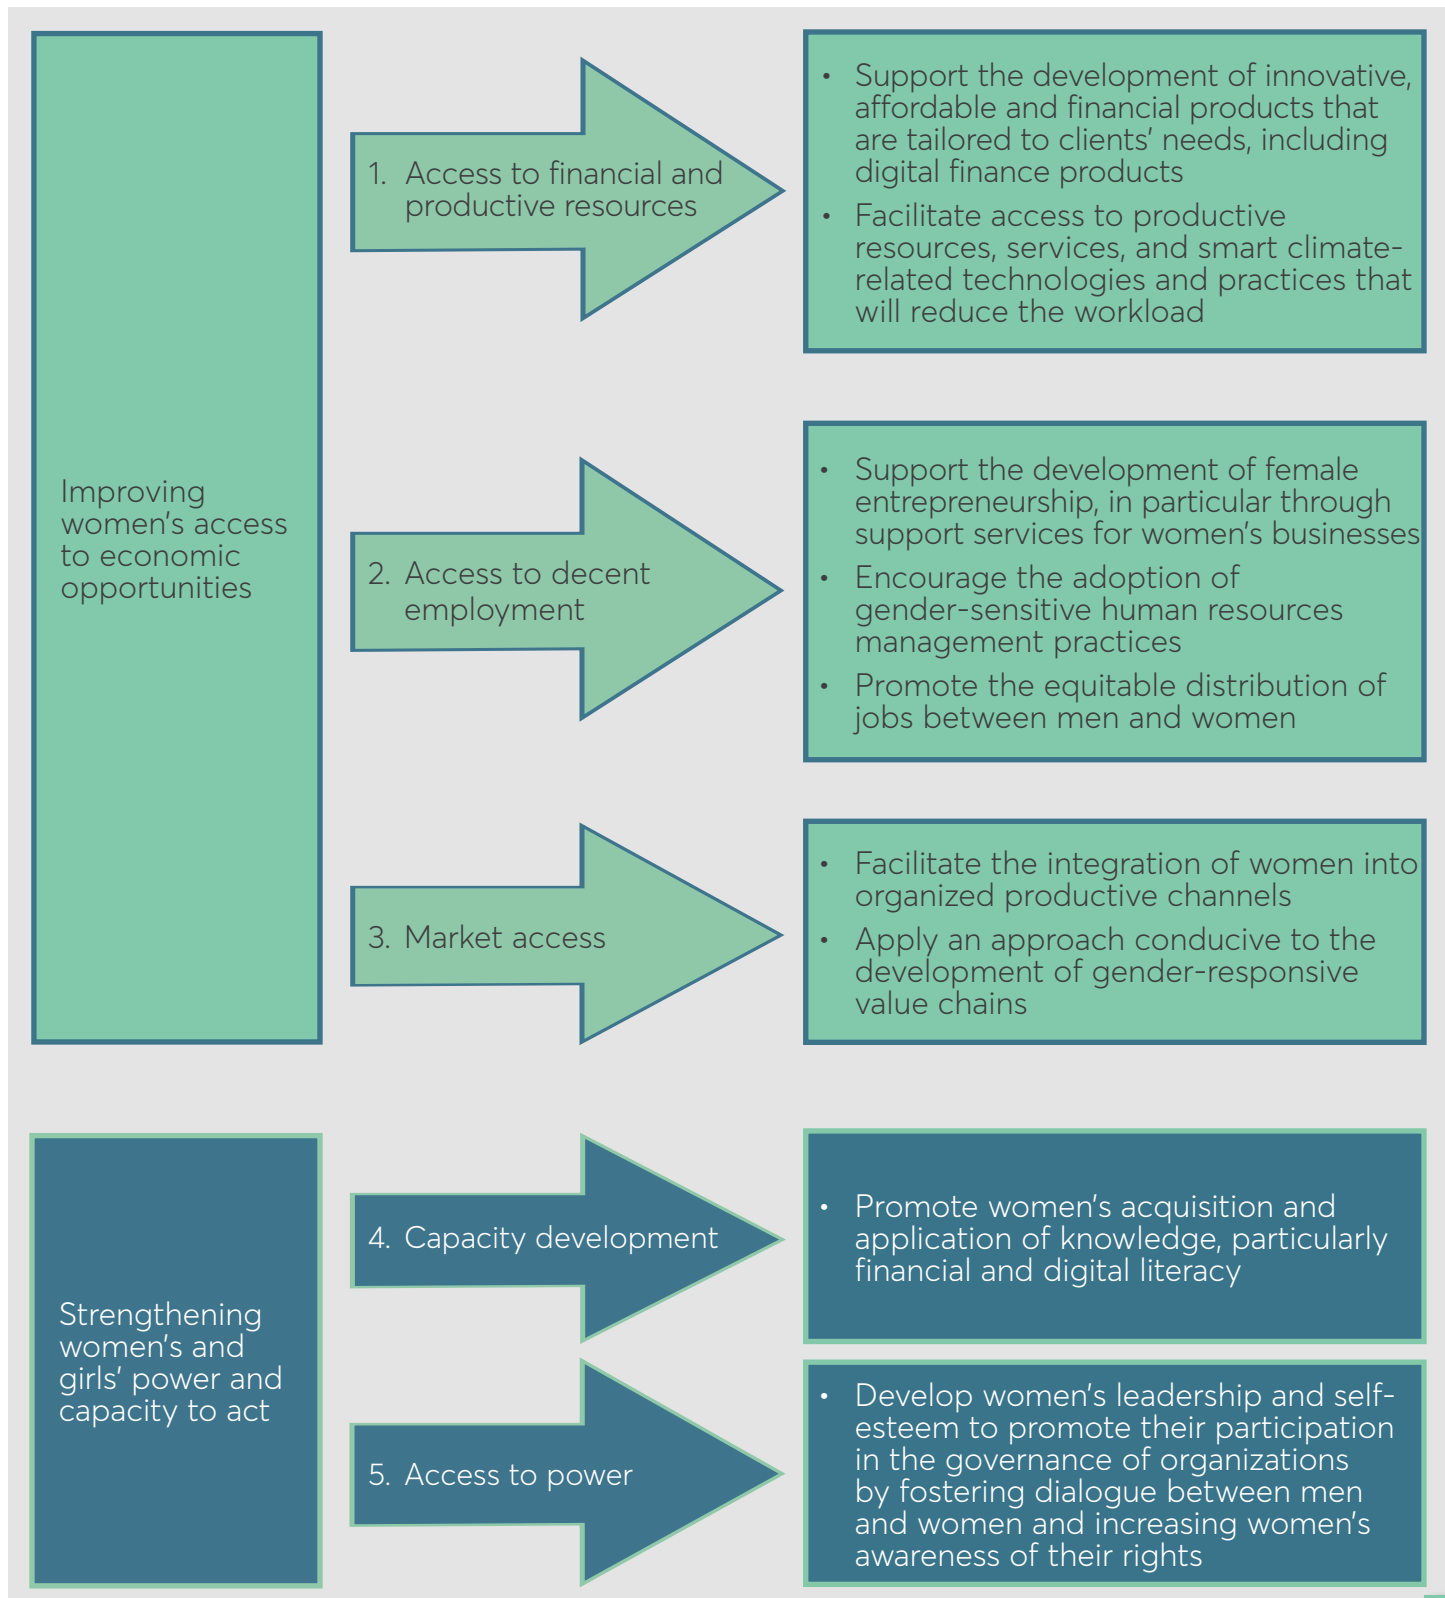 Improving
women's access
to economic
opportunities
1. Access to financial and
productive resources
• Support the development of innovative,
affordable and financial products that
are tailored to clients' needs, including
digital finance products
• Facilitate access to productive
resources, services, and smart climate-
related technologies and practices that
will reduce the workload
2. Access to decent
employment
• Support the development of female
entrepreneurship, in particular through
support services for women's businesses
• Encourage the adoption of
gender-sensitive human resources
management practices
• Promote the equitable distribution of
jobs between men and women
3. Market access
• Facilitate the integration of women into
organized productive channels
• Apply an approach conducive to the
development of gender-responsive
value chains
Strengthening
women's and
girls' power and
capacity to act
4. Capacity development
• Promote women's acquisition and
application of knowledge, particularly
financial and digital literacy
5. Access to power
• Develop women's leadership and self-
esteem to promote their participation
in the governance of organizations
by fostering dialogue between men
and women and increasing women's
awareness of their rights